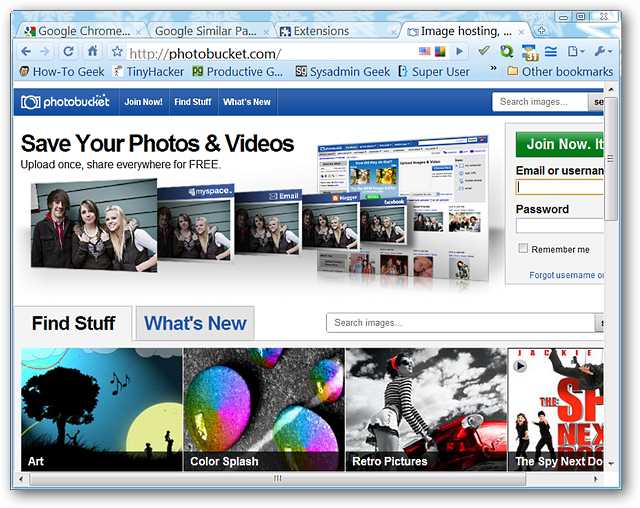 Google Chrome...
Google Similar Pa...
Extensions
Image hosting, ...
http://photobucket.com/
31
How-To Geek
TinyHacker
Productive G...
Sysadmin Geek
Super User
»
Other bookmarks
photobucket
Join Now!
Find Stuff
What's New
Search images...
se
Save Your Photos & Videos
Upload once, share everywhere for FREE.
myspace
Email
Blogger
facebook
Join Now. It
Email or userna
Password
Remember me
Forgot username o
Find Stuff
What's New
Search images...
s
Art
Color Splash
Retro Pictures
JACKIE
THE SP
NEX
The Spy Next Do